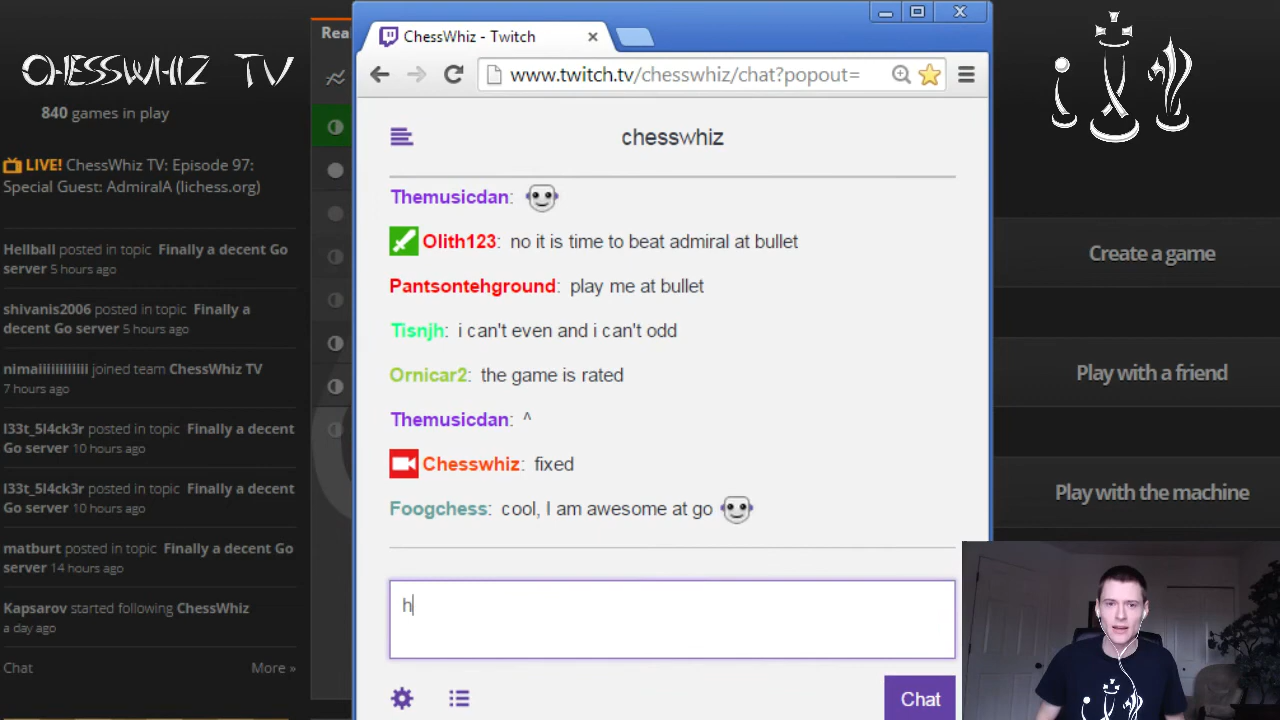 CHESSWHIZ TV
840 games in play
LIVE! ChessWhiz TV: Episode 97:
Special Guest: AdmiralA (lichess.org)
Hellball posted in topic Finally a decent Go
server 5 hours ago
shivanis2006 posted in topic Finally a
decent Go server 5 hours ago
nimaiiiiiiiiiiiii joined team ChessWhiz TV
7 hours ago
l33t_5l4ck3r posted in topic Finally a decent
Go server 10 hours ago
l33t_5l4ck3r posted in topic Finally a decent
Go server 10 hours ago
matburt posted in topic Finally a decent Go
server 14 hours ago
Kapsarov started following ChessWhiz
a day ago
Chat More »
Rea
ChessWhiz - Twitch
www.twitch.tv/chesswhiz/chat?popout=
chesswhiz
Themusicdan:
Olith123: no it is time to beat admiral at bullet
Pantsontehground: play me at bullet
Tisnjh: i can't even and i can't odd
Ornicar2: the game is rated
Themusicdan: ^
Chesswhiz: fixed
Foogchess: cool, I am awesome at go
h
Chat
Create a game
Play with a friend
Play with the machine